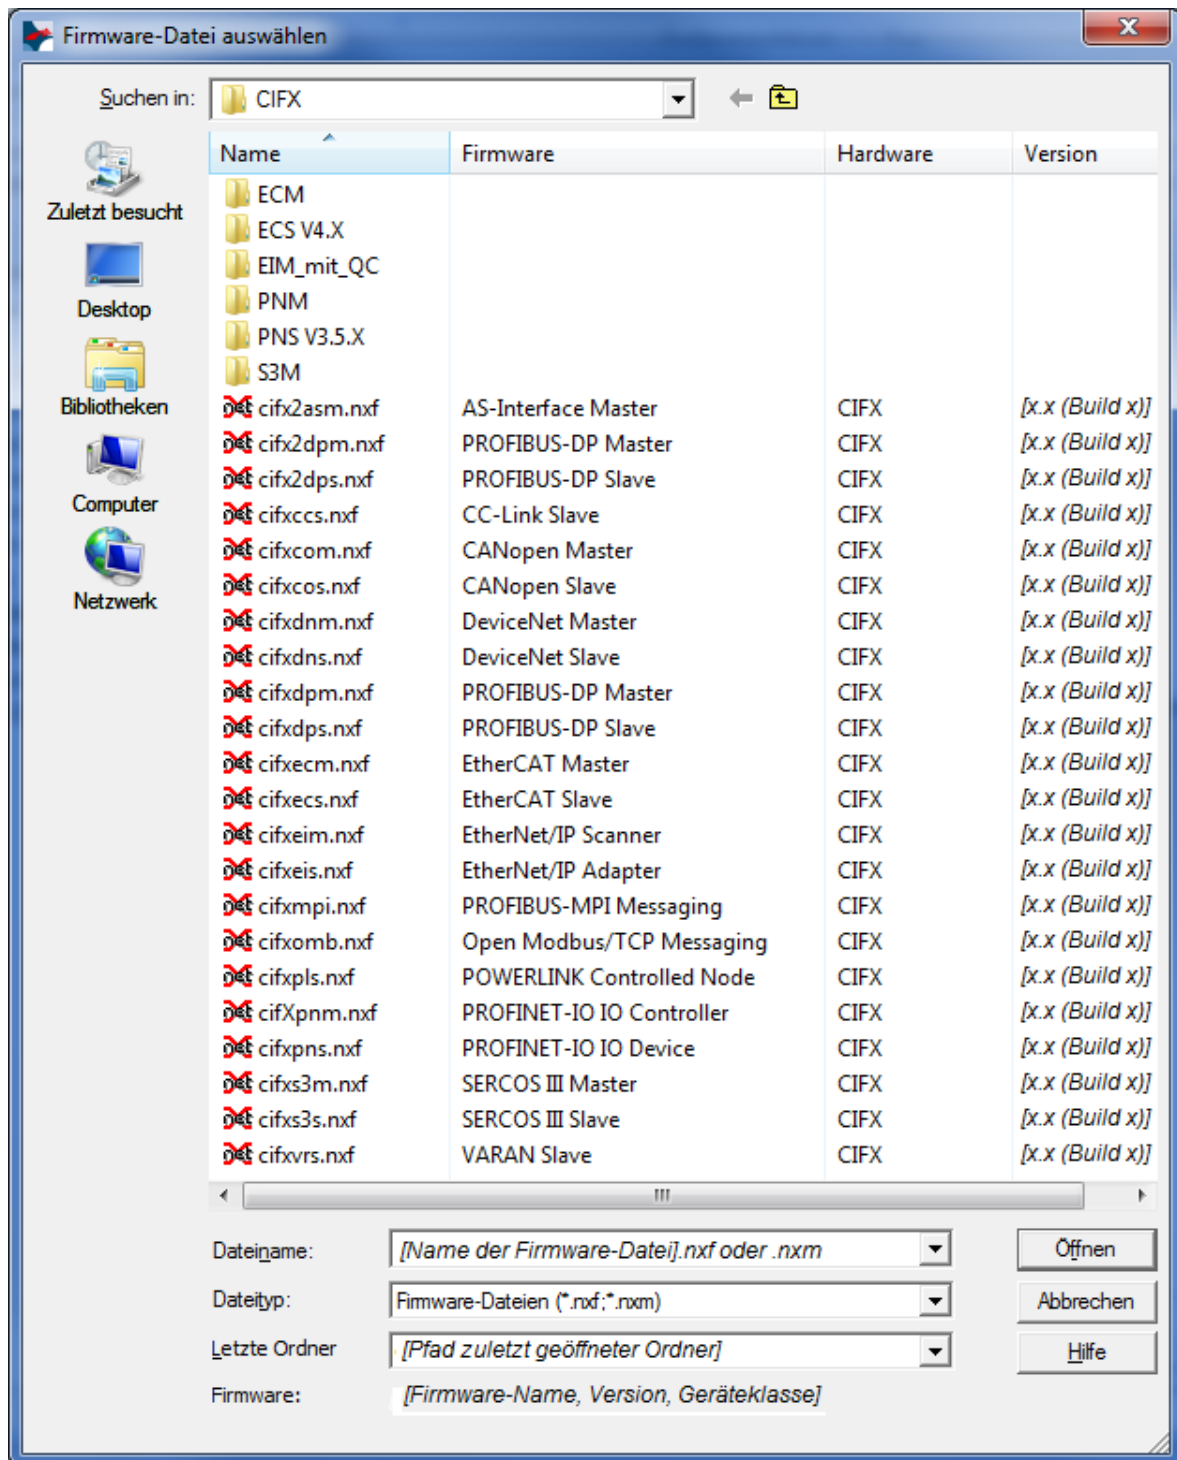 Firmware-Datei auswählen
Suchen in: CIFX
Name Firmware Hardware Version
Zuletzt besucht
Desktop
Bibliotheken
Computer
Netzwerk
ECM
ECS V4.X
EIM_mit_QC
PNM
PNS V3.5.X
S3M
cifx2asm.nxf AS-Interface Master CIFX [x.x (Build x)]
cifx2dpm.nxf PROFIBUS-DP Master CIFX [x.x (Build x)]
cifx2dps.nxf PROFIBUS-DP Slave CIFX [x.x (Build x)]
cifxccs.nxf CC-Link Slave CIFX [x.x (Build x)]
cifxcom.nxf CANopen Master CIFX [x.x (Build x)]
cifxcos.nxf CANopen Slave CIFX [x.x (Build x)]
cifxdnm.nxf DeviceNet Master CIFX [x.x (Build x)]
cifxdns.nxf DeviceNet Slave CIFX [x.x (Build x)]
cifxdpm.nxf PROFIBUS-DP Master CIFX [x.x (Build x)]
cifxdps.nxf PROFIBUS-DP Slave CIFX [x.x (Build x)]
cifxecm.nxf EtherCAT Master CIFX [x.x (Build x)]
cifxecs.nxf EtherCAT Slave CIFX [x.x (Build x)]
cifxeim.nxf EtherNet/IP Scanner CIFX [x.x (Build x)]
cifxeis.nxf EtherNet/IP Adapter CIFX [x.x (Build x)]
cifxmpi.nxf PROFIBUS-MPI Messaging CIFX [x.x (Build x)]
cifxomb.nxf Open Modbus/TCP Messaging CIFX [x.x (Build x)]
cifxpls.nxf POWERLINK Controlled Node CIFX [x.x (Build x)]
cifXpnm.nxf PROFINET-IO IO Controller CIFX [x.x (Build x)]
cifxpns.nxf PROFINET-IO IO Device CIFX [x.x (Build x)]
cifxs3m.nxf SERCOS III Master CIFX [x.x (Build x)]
cifxs3s.nxf SERCOS III Slave CIFX [x.x (Build x)]
cifxvrs.nxf VARAN Slave CIFX [x.x (Build x)]
Dateiname: [Name der Firmware-Datei].nxf oder .nxm Öffnen
Dateityp: Firmware-Dateien (*.nxf;*.nxm) Abbrechen
Letzte Ordner [Pfad zuletzt geöffneter Ordner] Hilfe
Firmware: [Firmware-Name, Version, Geräteklasse]